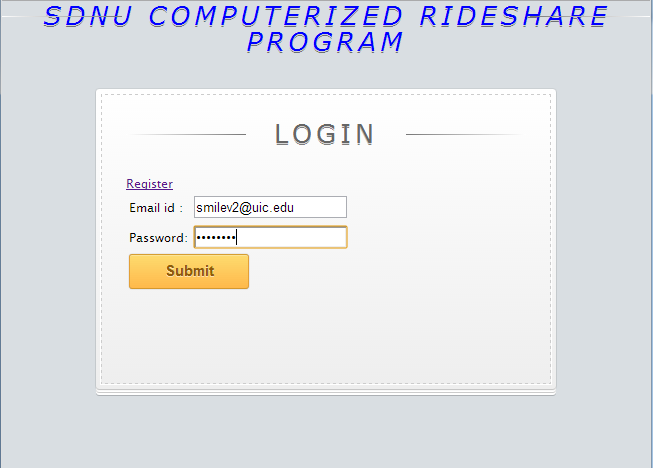 SDNU COMPUTERIZED RIDESHARE
PROGRAM
LOGIN
Register
Email id : smilev2@uic.edu
Password: ••••••••
Submit